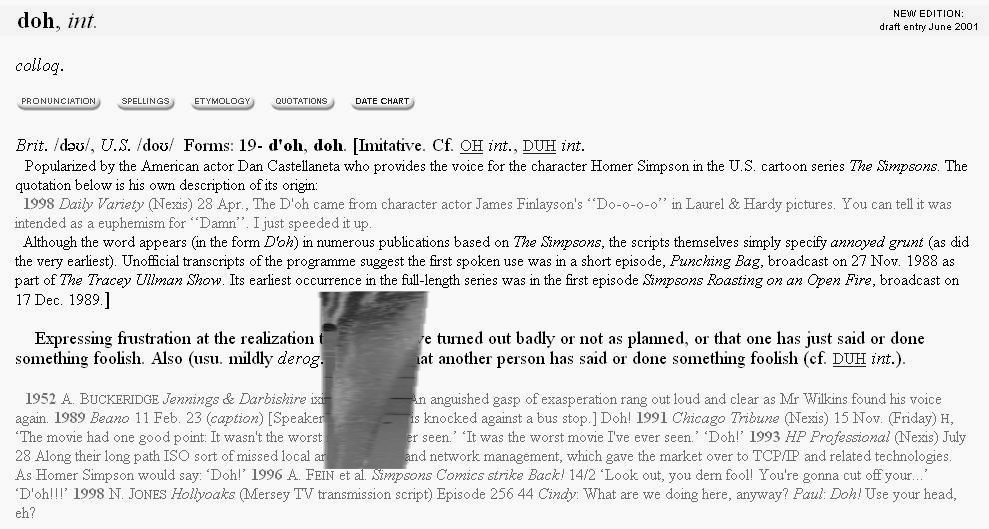 doh, int.
NEW EDITION:
draft entry June 2001
colloq.
PRONUNCIATION SPELLINGS ETYMOLOGY QUOTATIONS DATE CHART
Brit. /dəʊ/, U.S. /doʊ/ Forms: 19- d'oh, doh. [Imitative. Cf. OH int., DUH int.
Popularized by the American actor Dan Castellaneta who provides the voice for the character Homer Simpson in the U.S. cartoon series The Simpsons. The
quotation below is his own description of its origin:
1998 Daily Variety (Nexis) 28 Apr., The D'oh came from character actor James Finlayson's ‘‘Do-o-o-o’’ in Laurel & Hardy pictures. You can tell it was
intended as a euphemism for ‘‘Damn’’. I just speeded it up.
Although the word appears (in the form D'oh) in numerous publications based on The Simpsons, the scripts themselves simply specify annoyed grunt (as did
the very earliest). Unofficial transcripts of the programme suggest the first spoken use was in a short episode, Punching Bag, broadcast on 27 Nov. 1988 as
part of The Tracey Ullman Show. Its earliest occurrence in the full-length series was in the first episode Simpsons Roasting on an Open Fire, broadcast on
17 Dec. 1989.]
Expressing frustration at the realization turned out badly or not as planned, or that one has just said or done
something foolish. Also (usu. mildly derog. another person has said or done something foolish (cf. DUH int.).
1952 A. BUCKERIDGE Jennings & Darbishire An anguished gasp of exasperation rang out loud and clear as Mr Wilkins found his voice
again. 1989 Beano 11 Feb. 23 (caption) [Speaker is knocked against a bus stop.] Doh! 1991 Chicago Tribune (Nexis) 15 Nov. (Friday) H,
‘The movie had one good point: It wasn't the worst seen.’ ‘It was the worst movie I've ever seen.’ ‘Doh!’ 1993 HP Professional (Nexis) July
28 Along their long path ISO sort of missed local and network management, which gave the market over to TCP/IP and related technologies.
As Homer Simpson would say: ‘Doh!’ 1996 A. FEIN et al. Simpsons Comics strike Back! 14/2 ‘Look out, you dern fool! You're gonna cut off your...’
‘D'oh!!!’ 1998 N. JONES Hollyoaks (Mersey TV transmission script) Episode 256 44 Cindy: What are we doing here, anyway? Paul: Doh! Use your head,
eh?